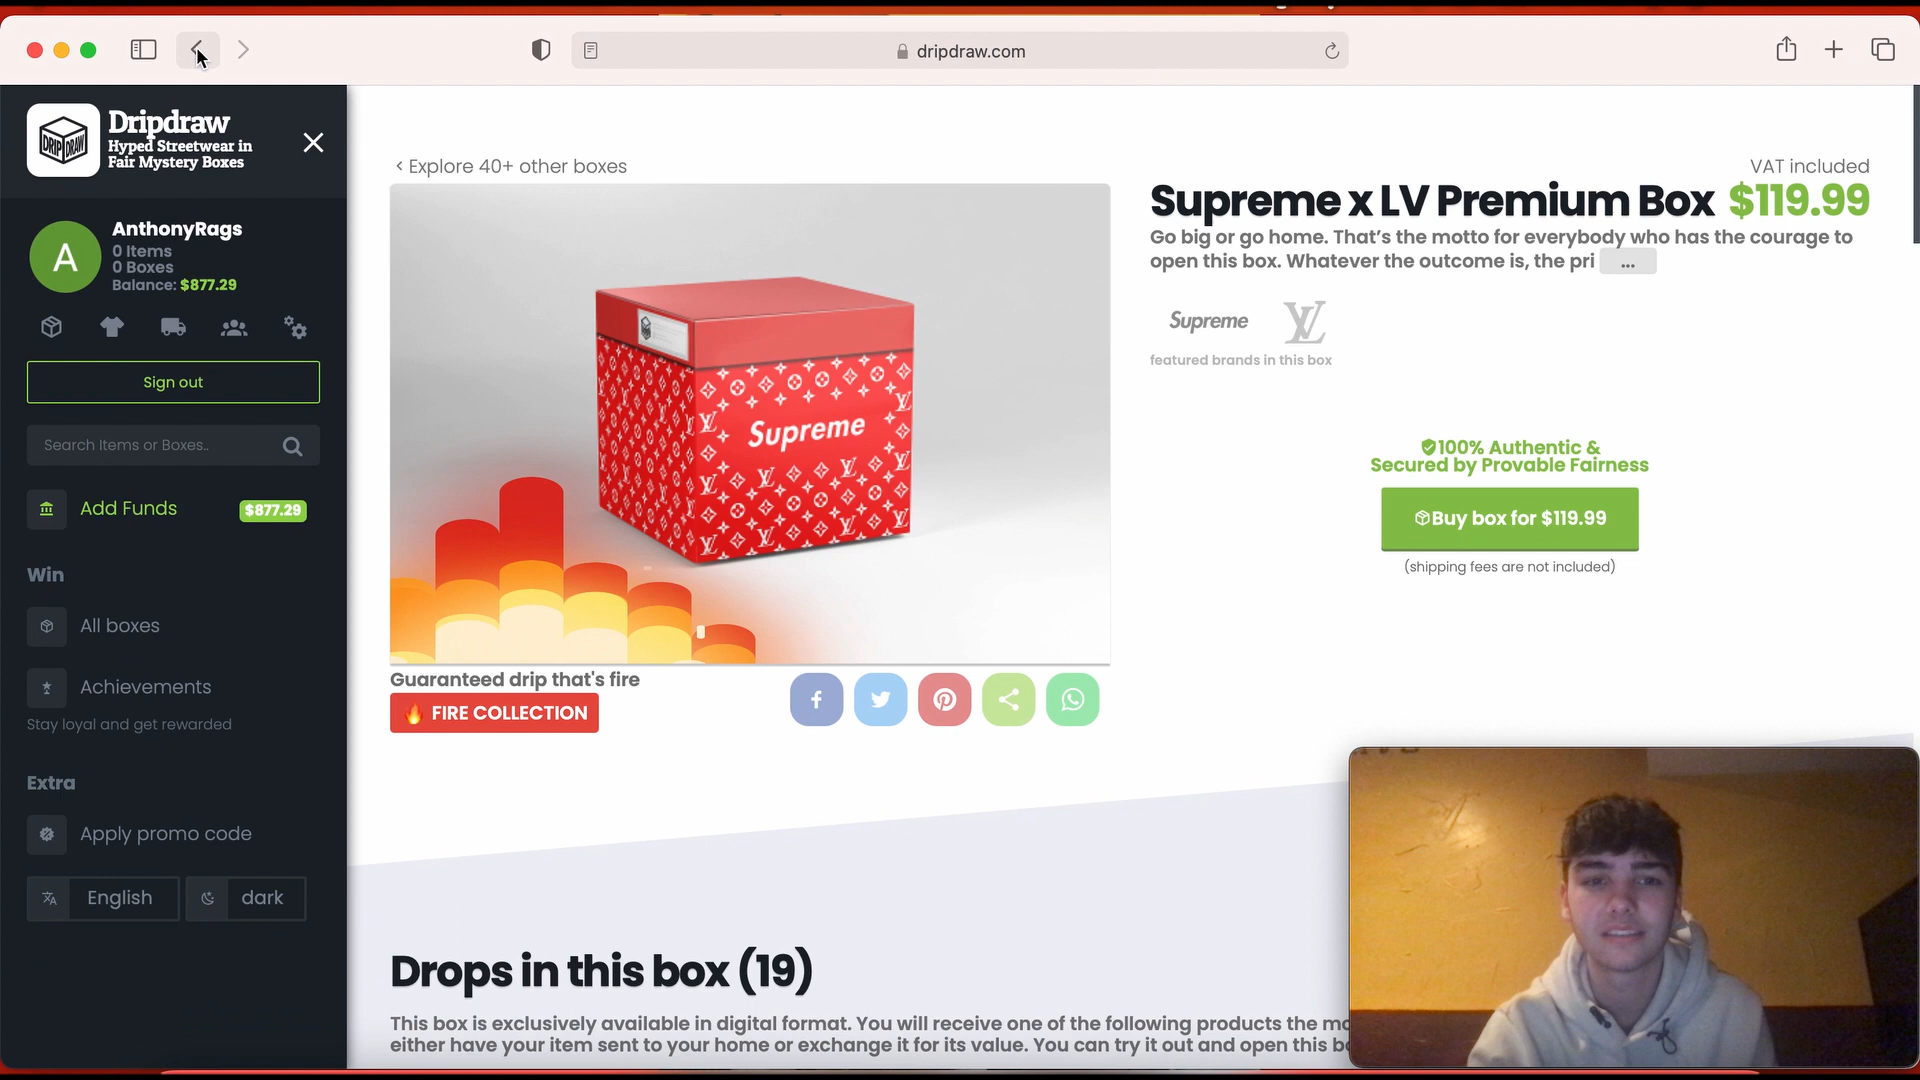 dripdraw.com
DRIP DRAW
Dripdraw
Hyped Streetwear in
Fair Mystery Boxes
A
AnthonyRags
0 Items
0 Boxes
Balance: $877.29
Sign out
Search Items or Boxes..
Add Funds
$877.29
Win
All boxes
Achievements
Stay loyal and get rewarded
Extra
Apply promo code
English
dark
< Explore 40+ other boxes
Supreme
Guaranteed drip that's fire
🔥 FIRE COLLECTION
VAT included
Supreme x LV Premium Box $119.99
Go big or go home. That's the motto for everybody who has the courage to
open this box. Whatever the outcome is, the pri ...
Supreme LV
featured brands in this box
100% Authentic &
Secured by Provable Fairness
Buy box for $119.99
(shipping fees are not included)
Drops in this box (19)
This box is exclusively available in digital format. You will receive one of the following products the
either have your item sent to your home or exchange it for its value. You can try it out and open this